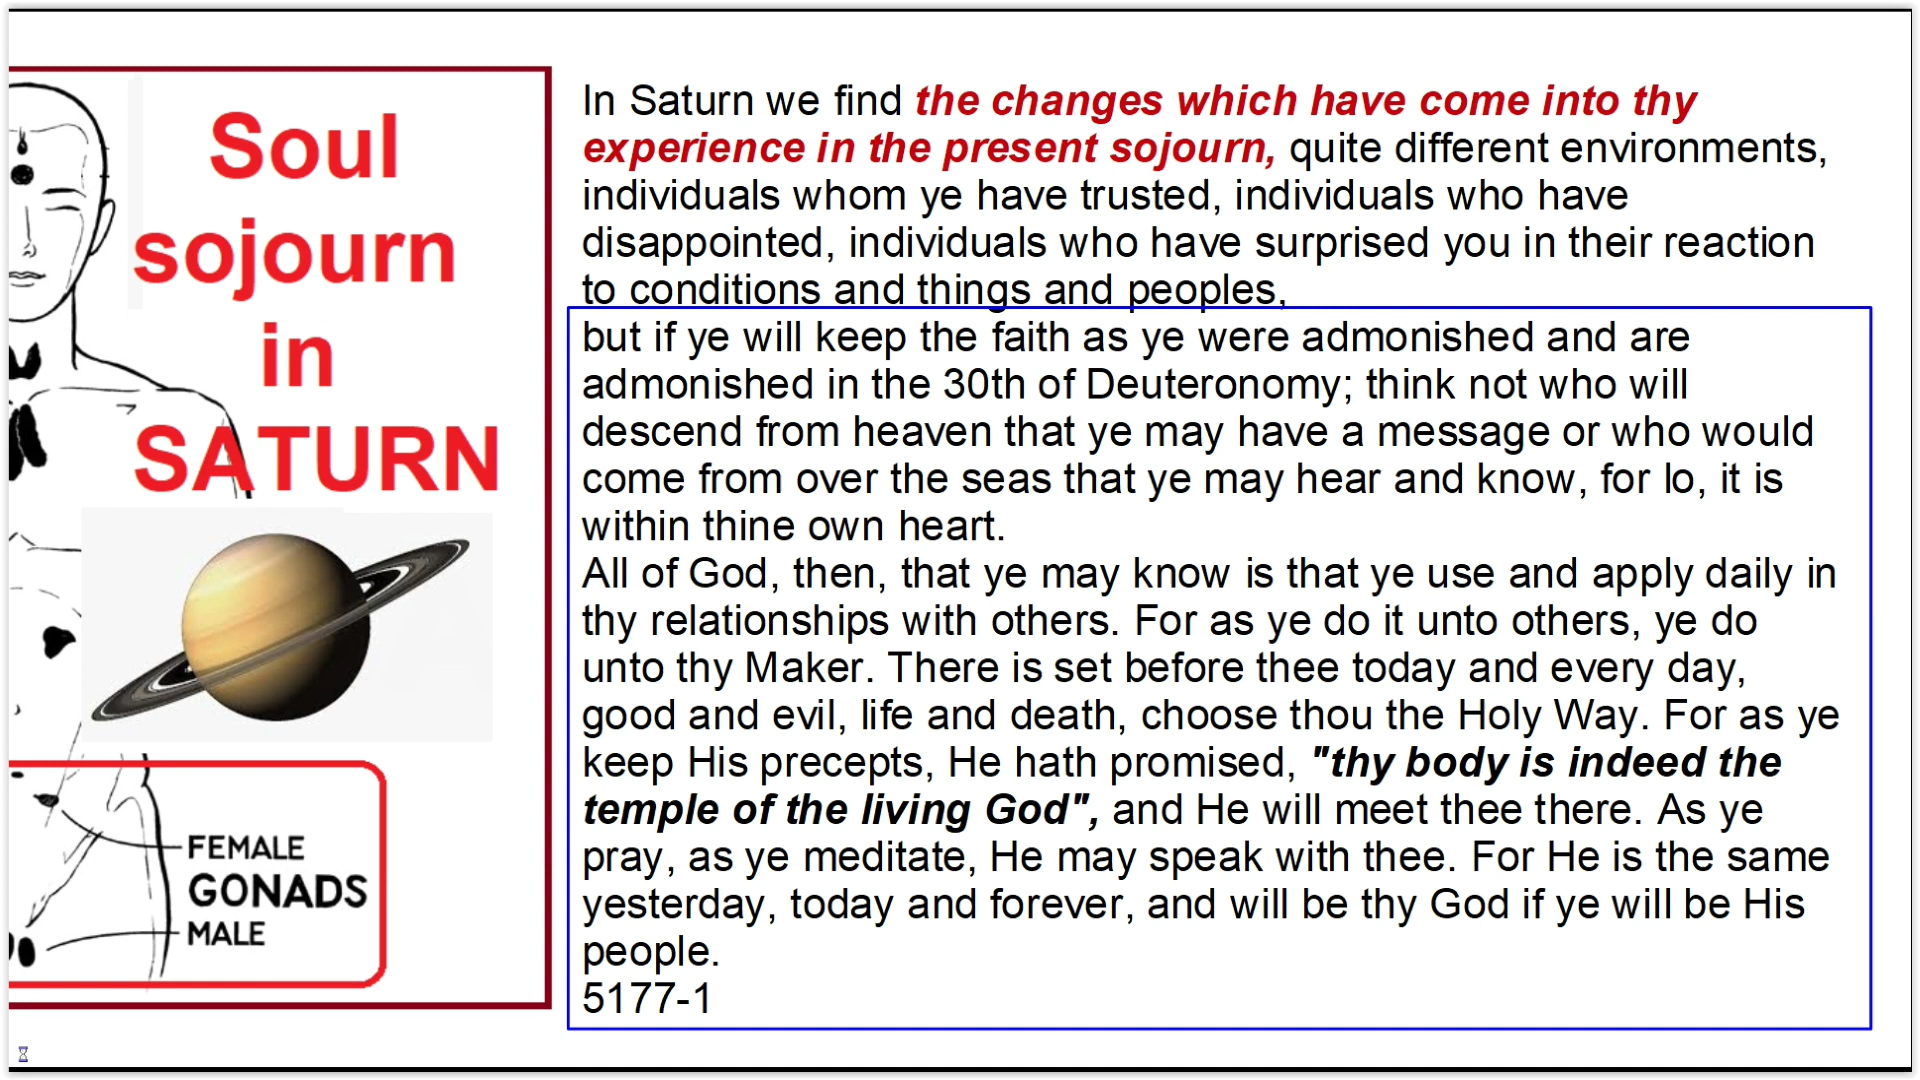 Soul
sojourn
in
SATURN
FEMALE
GONADS
MALE
In Saturn we find the changes which have come into thy
experience in the present sojourn, quite different environments,
individuals whom ye have trusted, individuals who have
disappointed, individuals who have surprised you in their reaction
to conditions and things and peoples,
but if ye will keep the faith as ye were admonished and are
admonished in the 30th of Deuteronomy; think not who will
descend from heaven that ye may have a message or who would
come from over the seas that ye may hear and know, for lo, it is
within thine own heart.
All of God, then, that ye may know is that ye use and apply daily in
thy relationships with others. For as ye do it unto others, ye do
unto thy Maker. There is set before thee today and every day,
good and evil, life and death, choose thou the Holy Way. For as ye
keep His precepts, He hath promised, "thy body is indeed the
temple of the living God", and He will meet thee there. As ye
pray, as ye meditate, He may speak with thee. For He is the same
yesterday, today and forever, and will be thy God if ye will be His
people.
5177-1